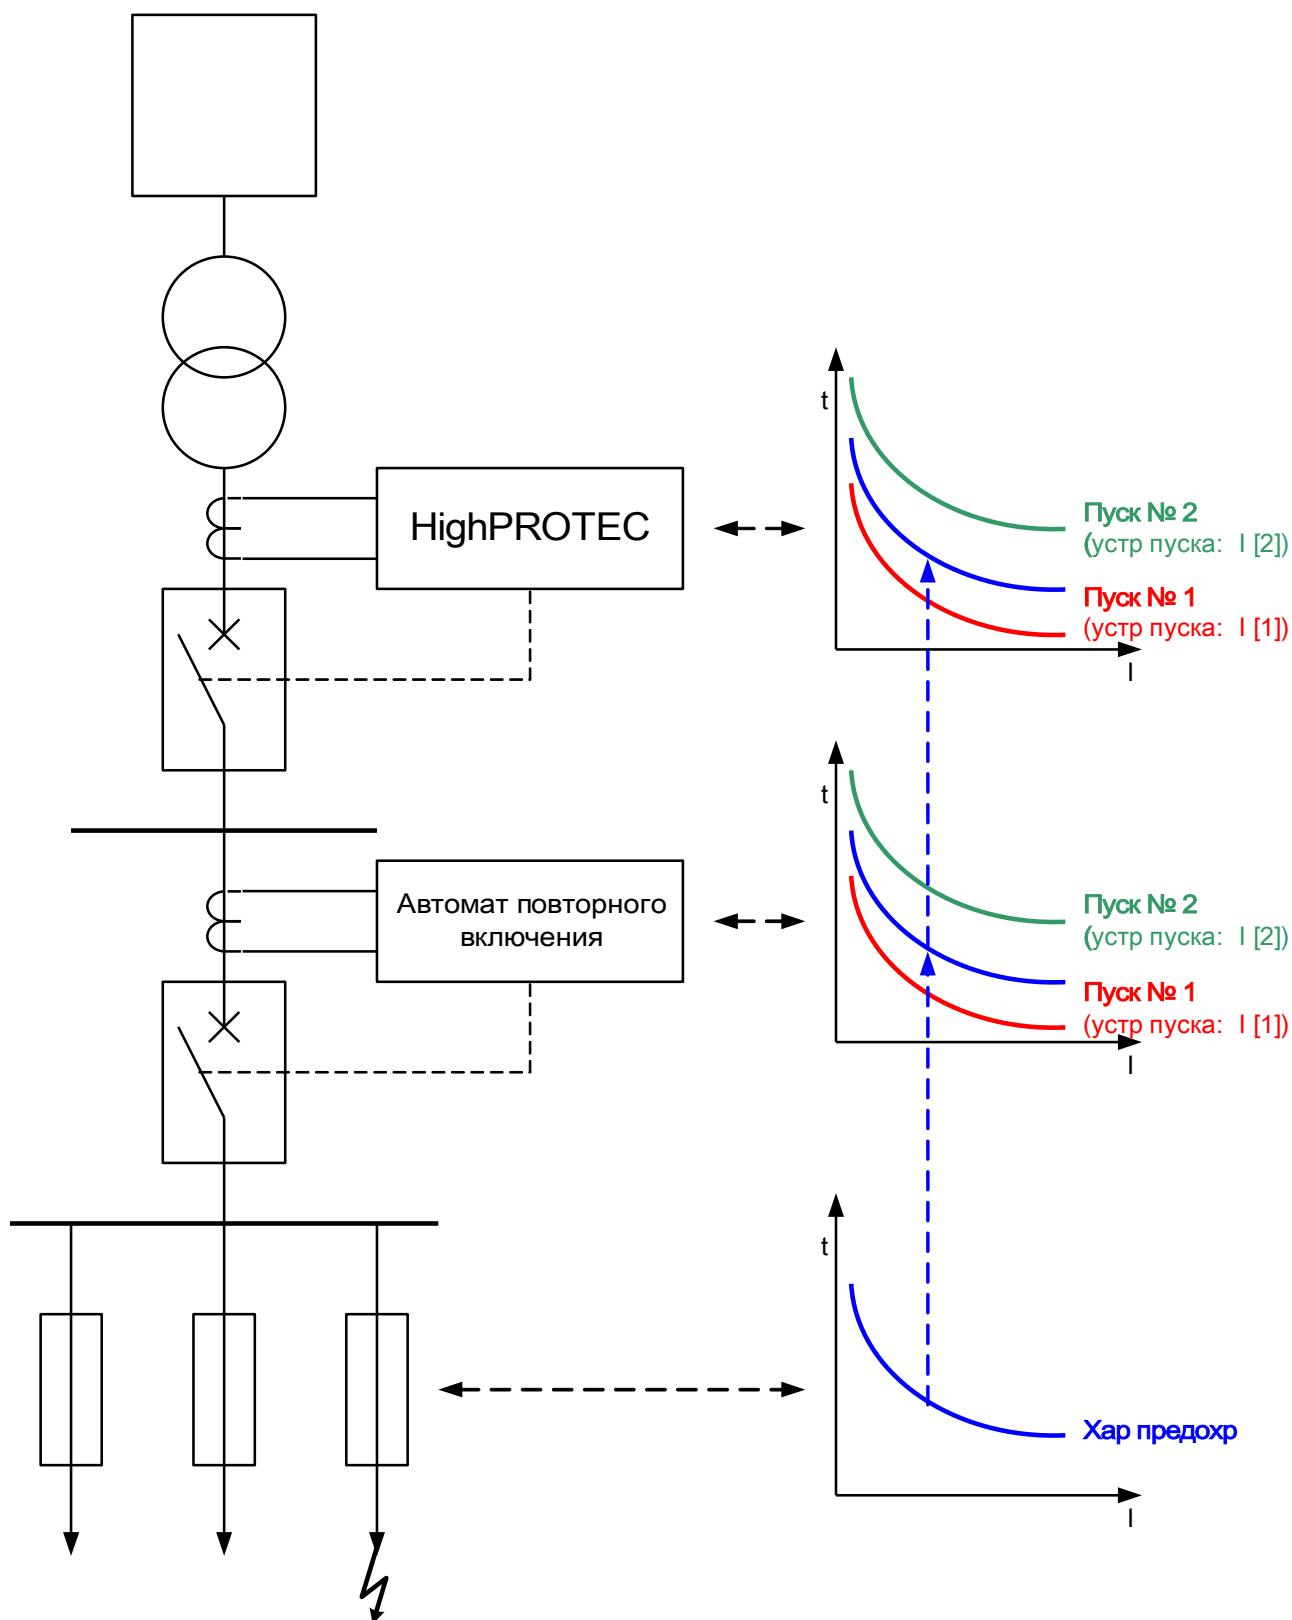 t
HighPROTEC
Пуск № 2
(устр пуска: I [2])
Пуск № 1
(устр пуска: I [1])
I
t
Автомат повторного
включения
Пуск № 2
(устр пуска: I [2])
Пуск № 1
(устр пуска: I [1])
I
t
Хар предохр
I